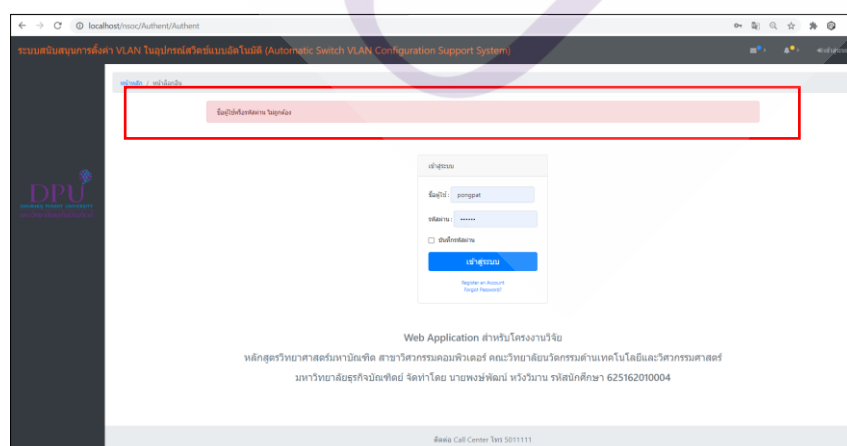 localhost/nsoc/Authent/Authent
ระบบสนับสนุนการตั้งค่า VLAN ในอุปกรณ์สวิตช์แบบอัตโนมัติ (Automatic Switch VLAN Configuration Support System)
หน้าหลัก / หน้าล็อกอิน
ชื่อผู้ใช้หรือรหัสผ่าน ไม่ถูกต้อง
เข้าสู่ระบบ
ชื่อผู้ใช้ : pongpat
รหัสผ่าน : ••••••
บันทึกรหัสผ่าน
เข้าสู่ระบบ
Register an Account
Forgot Password?
DPU
Web Application สำหรับโครงงานวิจัย
หลักสูตรวิทยาศาสตร์มหาบัณฑิต สาขาวิศวกรรมคอมพิวเตอร์ คณะวิทยาลัยนวัตกรรมด้านเทคโนโลยีและวิศวกรรมศาสตร์
มหาวิทยาลัยธุรกิจบัณฑิตย์ จัดทำโดย นายพงษ์พัฒน์ หวังวิมาน รหัสนักศึกษา 625162010004
ติดต่อ Call Center โทร 5011111